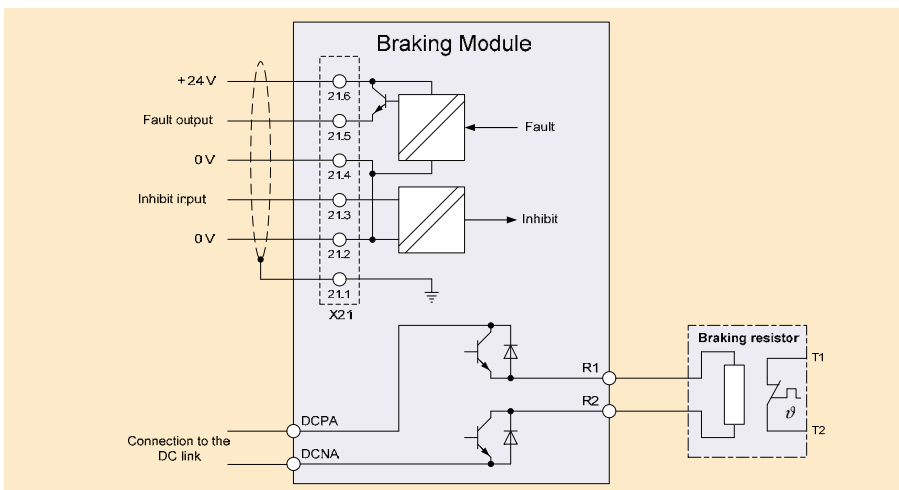 Braking Module
+24 V
21.6
Fault output
21.5
Fault
0 V
21.4
Inhibit input
21.3
Inhibit
0 V
21.2
21.1
X21
Braking resistor
R1
T1
R2
ϑ
T2
DCPA
Connection to the
DC link
DCNA